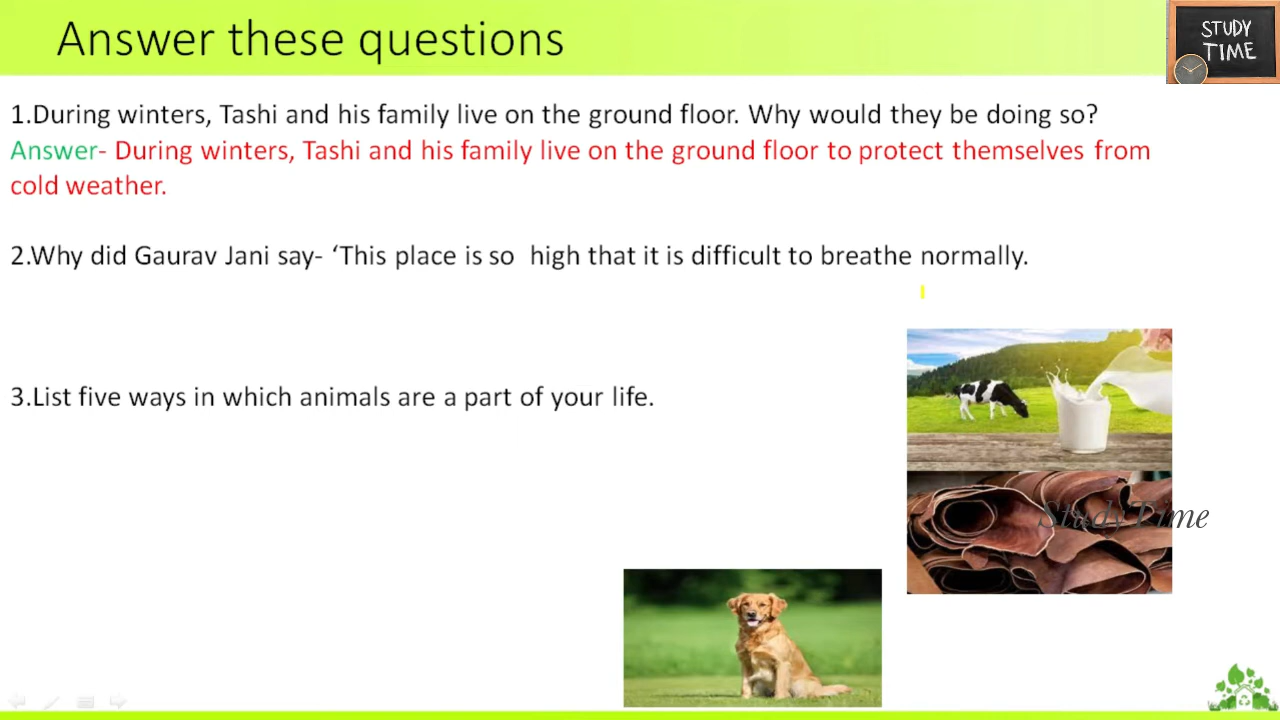 Answer these questions
STUDY
TIME
1.During winters, Tashi and his family live on the ground floor. Why would they be doing so?
Answer- During winters, Tashi and his family live on the ground floor to protect themselves from
cold weather.
2.Why did Gaurav Jani say- ‘This place is so  high that it is difficult to breathe normally.
3.List five ways in which animals are a part of your life.
StudyTime